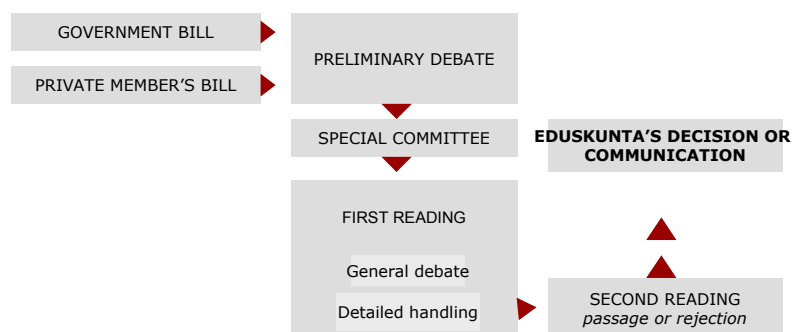 GOVERNMENT BILL
PRIVATE MEMBER’S BILL
PRELIMINARY DEBATE
SPECIAL COMMITTEE
FIRST READING
General debate
Detailed handling
SECOND READING
passage or rejection
EDUSKUNTA’S DECISION OR
COMMUNICATION